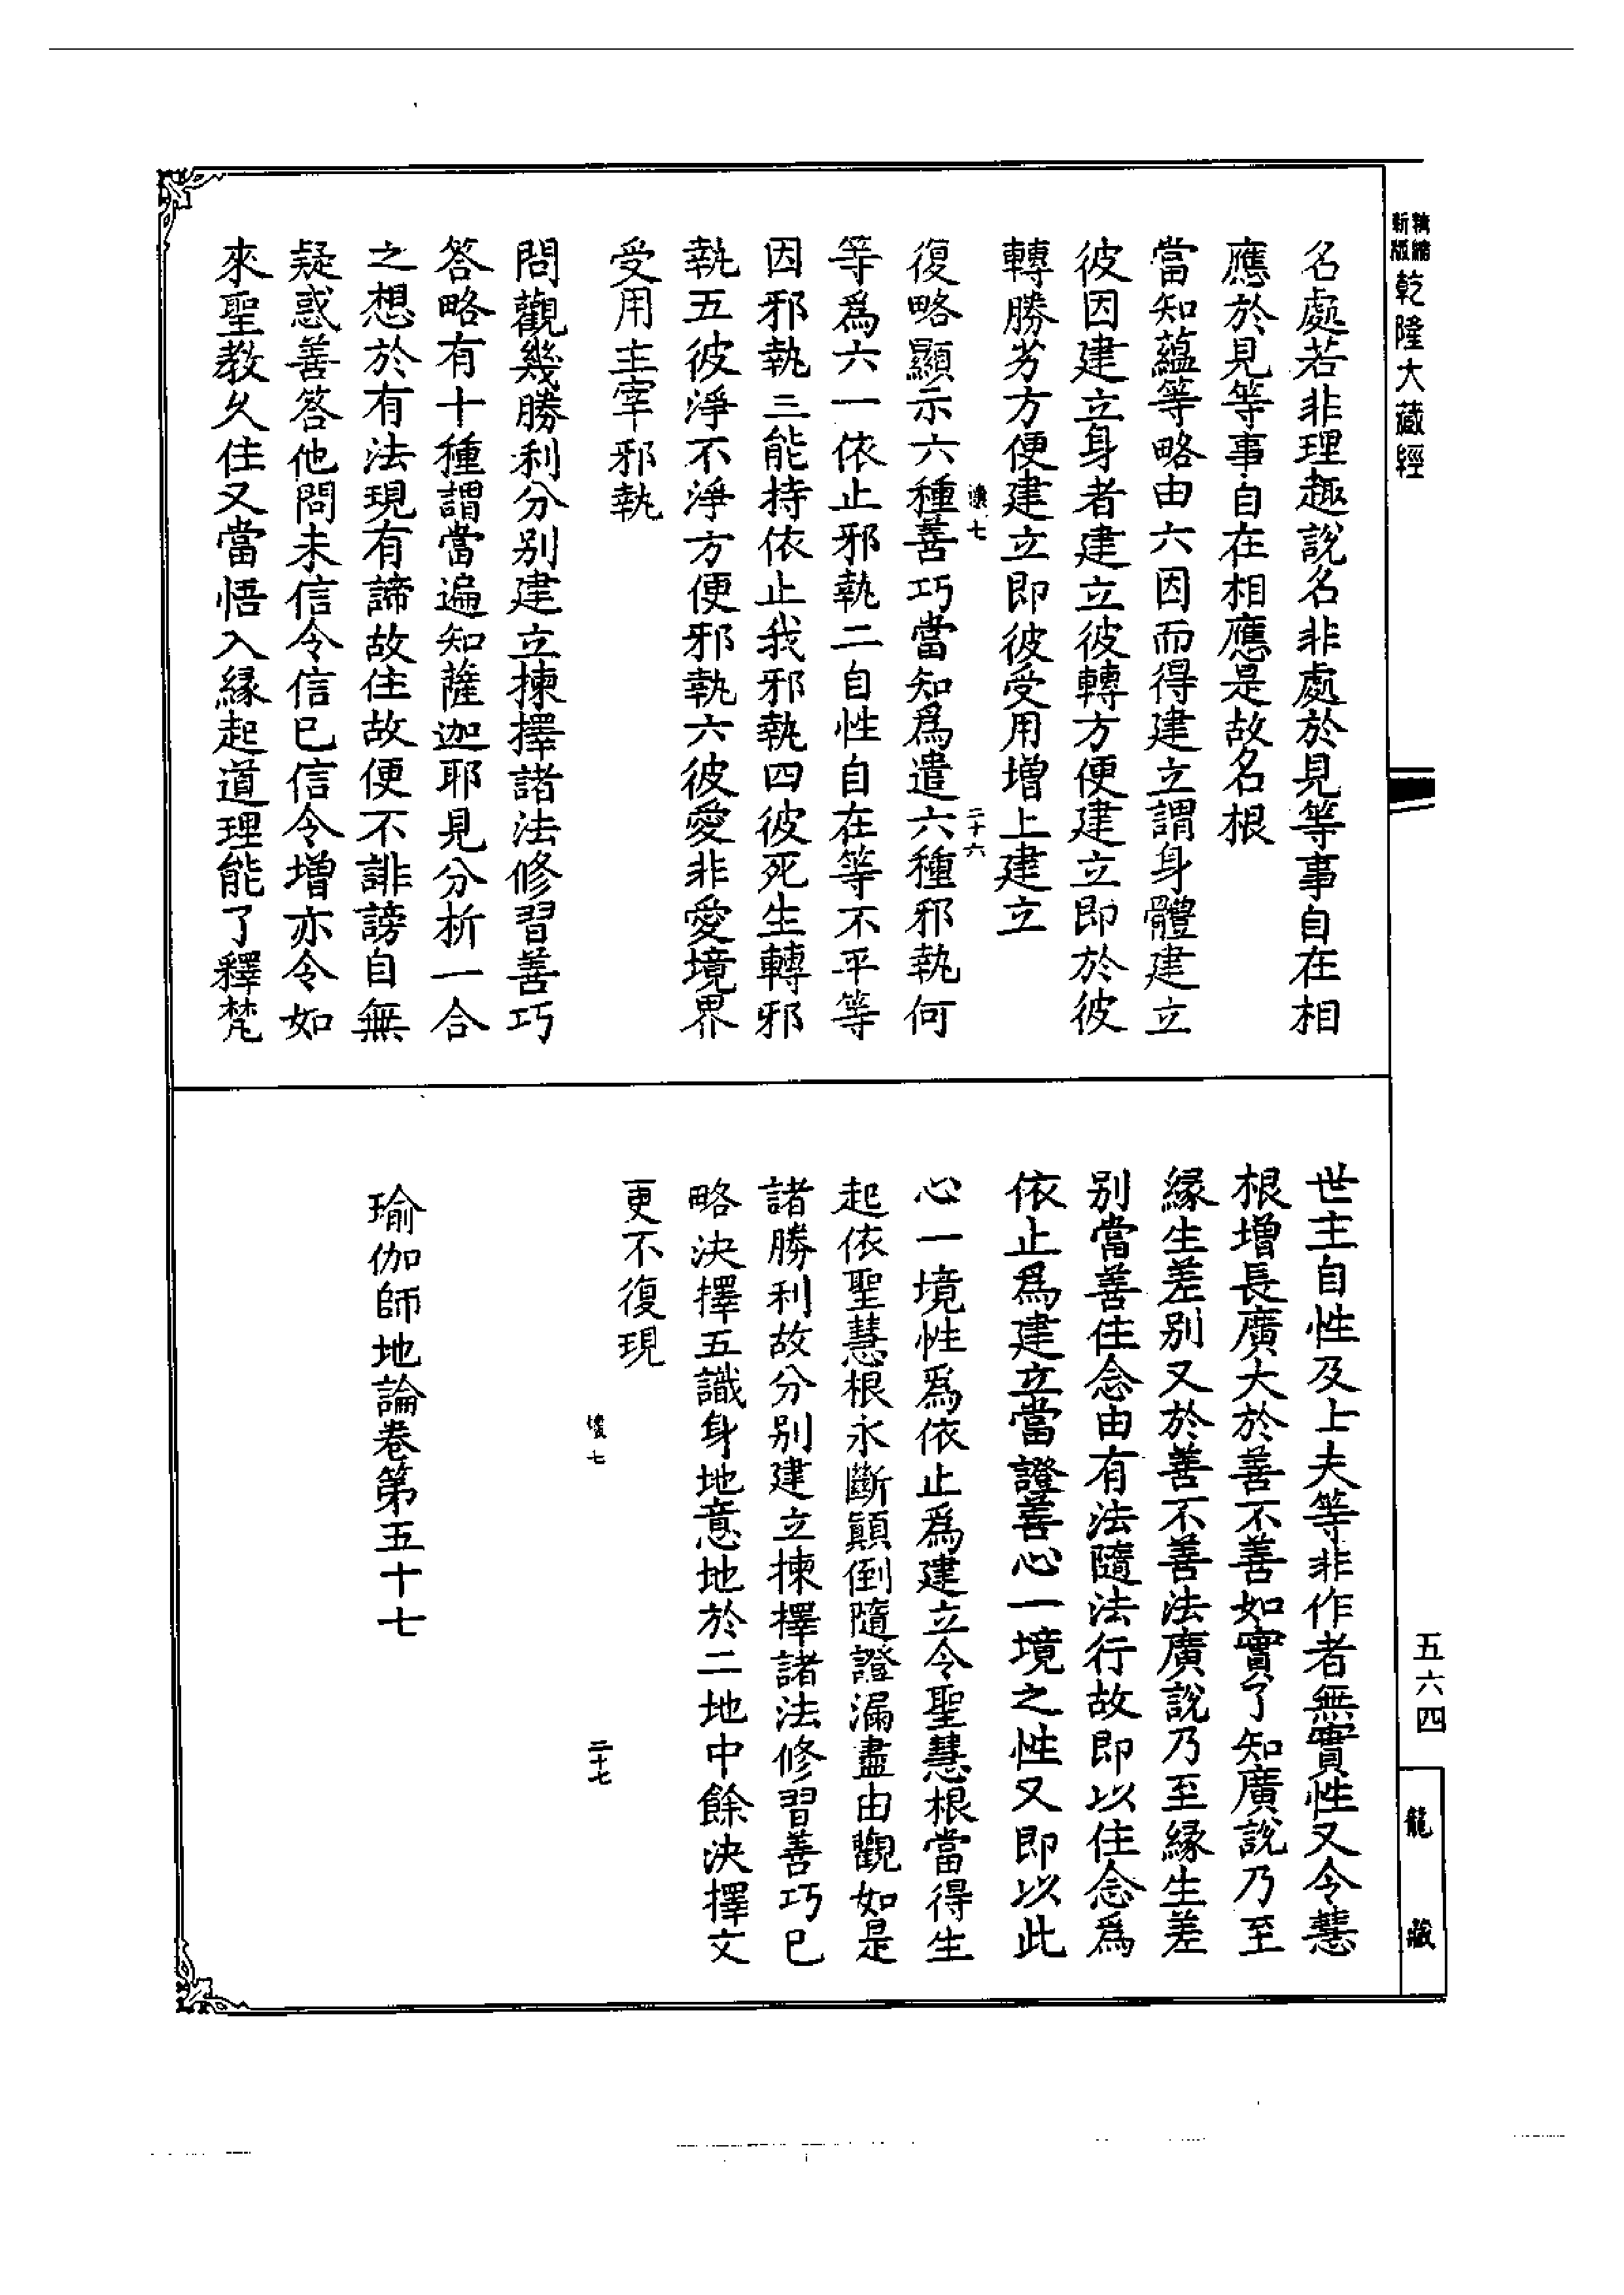 精縮
新版
乾隆大藏經
名處若非理趣說名非處於見等事自在相
應於見等事自在相應是故名根
當知蘊等略由六因而得建立謂身體建立
彼因建立身者建立彼轉方便建立即於彼
轉勝劣方便建立即彼受用增上建立
懷七
二十六
復略顯示六種善巧當知爲遣六種邪執何
等爲六一依止邪執二自性自在等不平等
因邪執三能持依止我邪執四彼死生轉邪
執五彼淨不淨方便邪執六彼愛非愛境界
受用主宰邪執
問觀幾勝利分別建立揀擇諸法修習善巧
答略有十種謂當遍知薩迦耶見分析一合
之想於有法現有諦故住故便不誹謗自無
疑惑善答他問未信令信已信令增亦令如
來聖教久住又當悟入緣起道理能了釋梵
世主自性及上夫等非作者無實性又令慧
根增長廣大於善不善如實了知廣說乃至
緣生差別又於善不善法廣說乃至緣生差
別當善住念由有法隨法行故即以住念爲
依止爲建立當證善心一境之性又即以此
心一境性爲依止爲建立令聖慧根當得生
起依聖慧根永斷顛倒隨證漏盡由觀如是
諸勝利故分別建立揀擇諸法修習善巧已
略決擇五識身地意地於二地中餘決擇文
更不復現
懷七
二十七
瑜伽師地論卷第五十七
五六四
龍藏